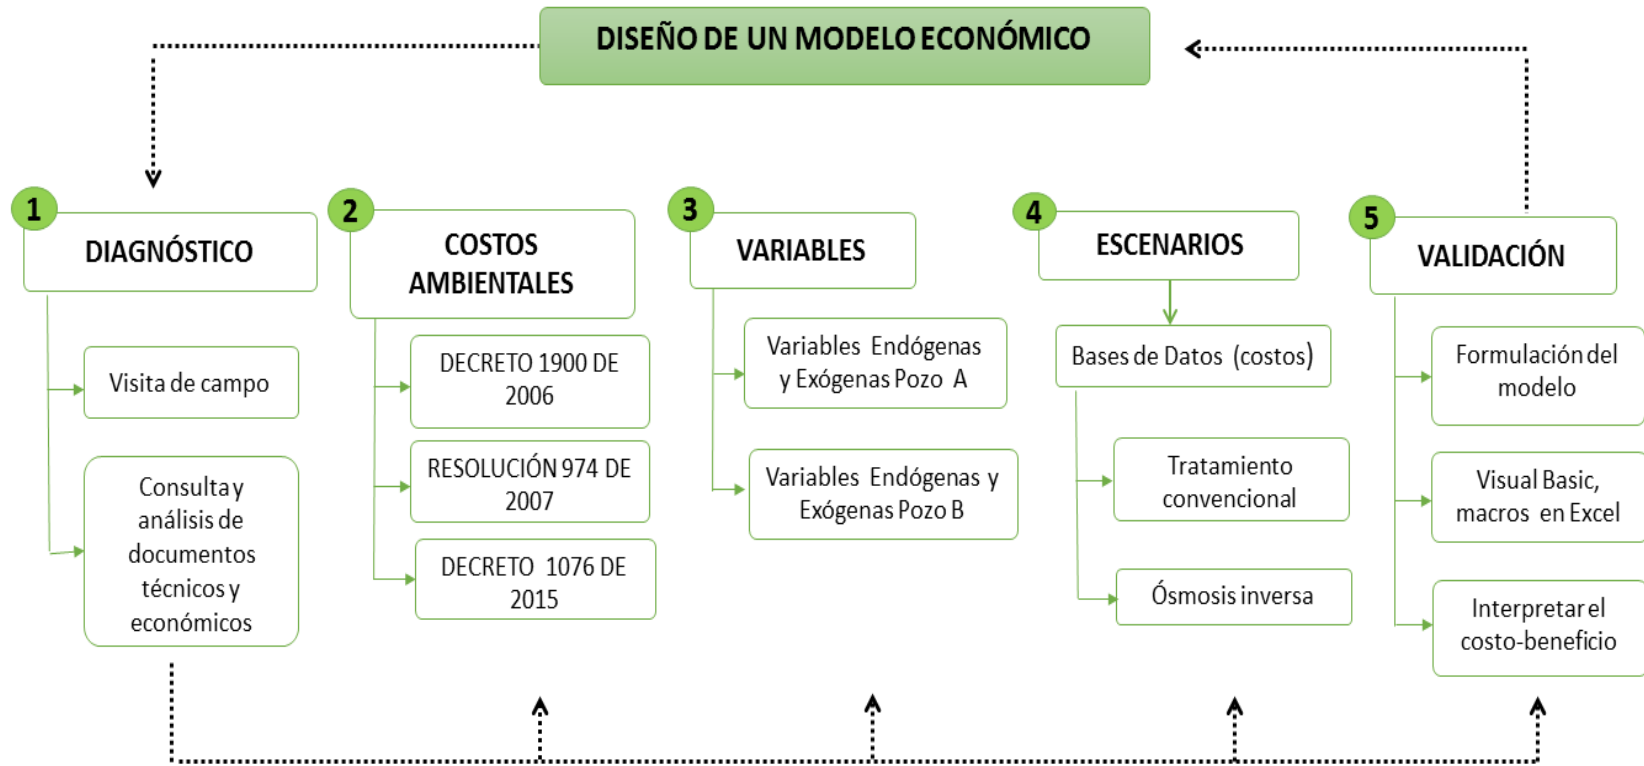 DISEÑO DE UN MODELO ECONÓMICO
1
DIAGNÓSTICO
Visita de campo
Consulta y
análisis de
documentos
técnicos y
económicos
2
COSTOS
AMBIENTALES
DECRETO 1900 DE
2006
RESOLUCIÓN 974 DE
2007
DECRETO 1076 DE
2015
3
VARIABLES
Variables Endógenas
y Exógenas Pozo A
Variables Endógenas y
Exógenas Pozo B
4
ESCENARIOS
Bases de Datos (costos)
Tratamiento
convencional
Ósmosis inversa
5
VALIDACIÓN
Formulación del
modelo
Visual Basic,
macros en Excel
Interpretar el
costo-beneficio